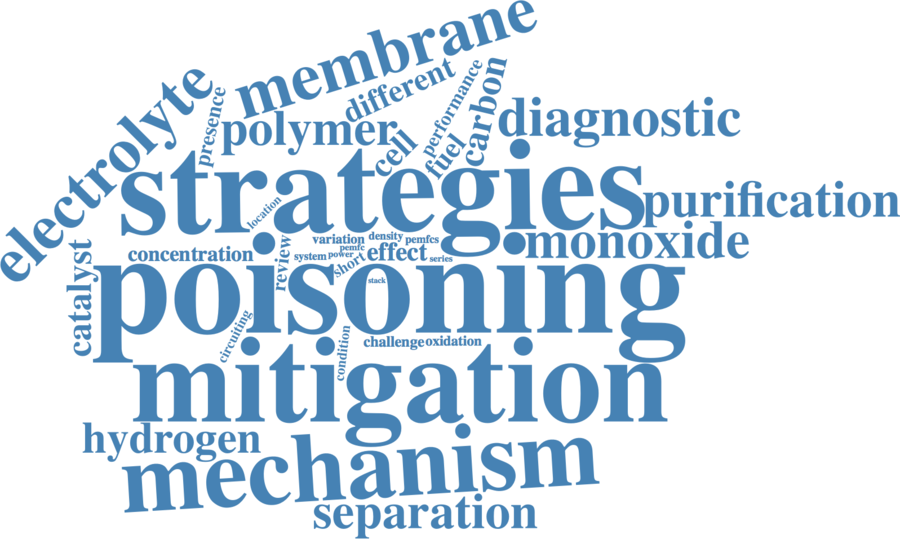 membrane
different
performance
carbon
electrolyte
presence
polymer
cell
fuel
diagnostic
strategies
location
purification
monoxide
concentration
review
variation
density
pemfcs
pemfc
system
power
short
effect
series
catalyst
poisoning
stack
circuiting
condition
challenge
oxidation
mitigation
hydrogen
mechanism
separation